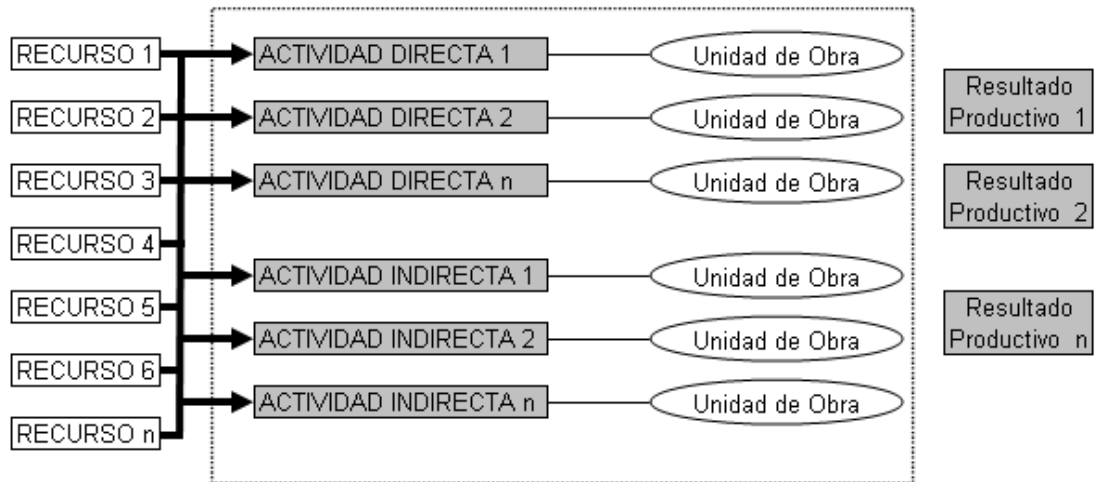 RECURSO 1
ACTIVIDAD DIRECTA 1
Unidad de Obra
Resultado
Productivo 1
RECURSO 2
ACTIVIDAD DIRECTA 2
Unidad de Obra
RECURSO 3
ACTIVIDAD DIRECTA n
Unidad de Obra
Resultado
Productivo 2
RECURSO 4
ACTIVIDAD INDIRECTA 1
Unidad de Obra
RECURSO 5
Resultado
Productivo n
ACTIVIDAD INDIRECTA 2
Unidad de Obra
RECURSO 6
ACTIVIDAD INDIRECTA n
Unidad de Obra
RECURSO n